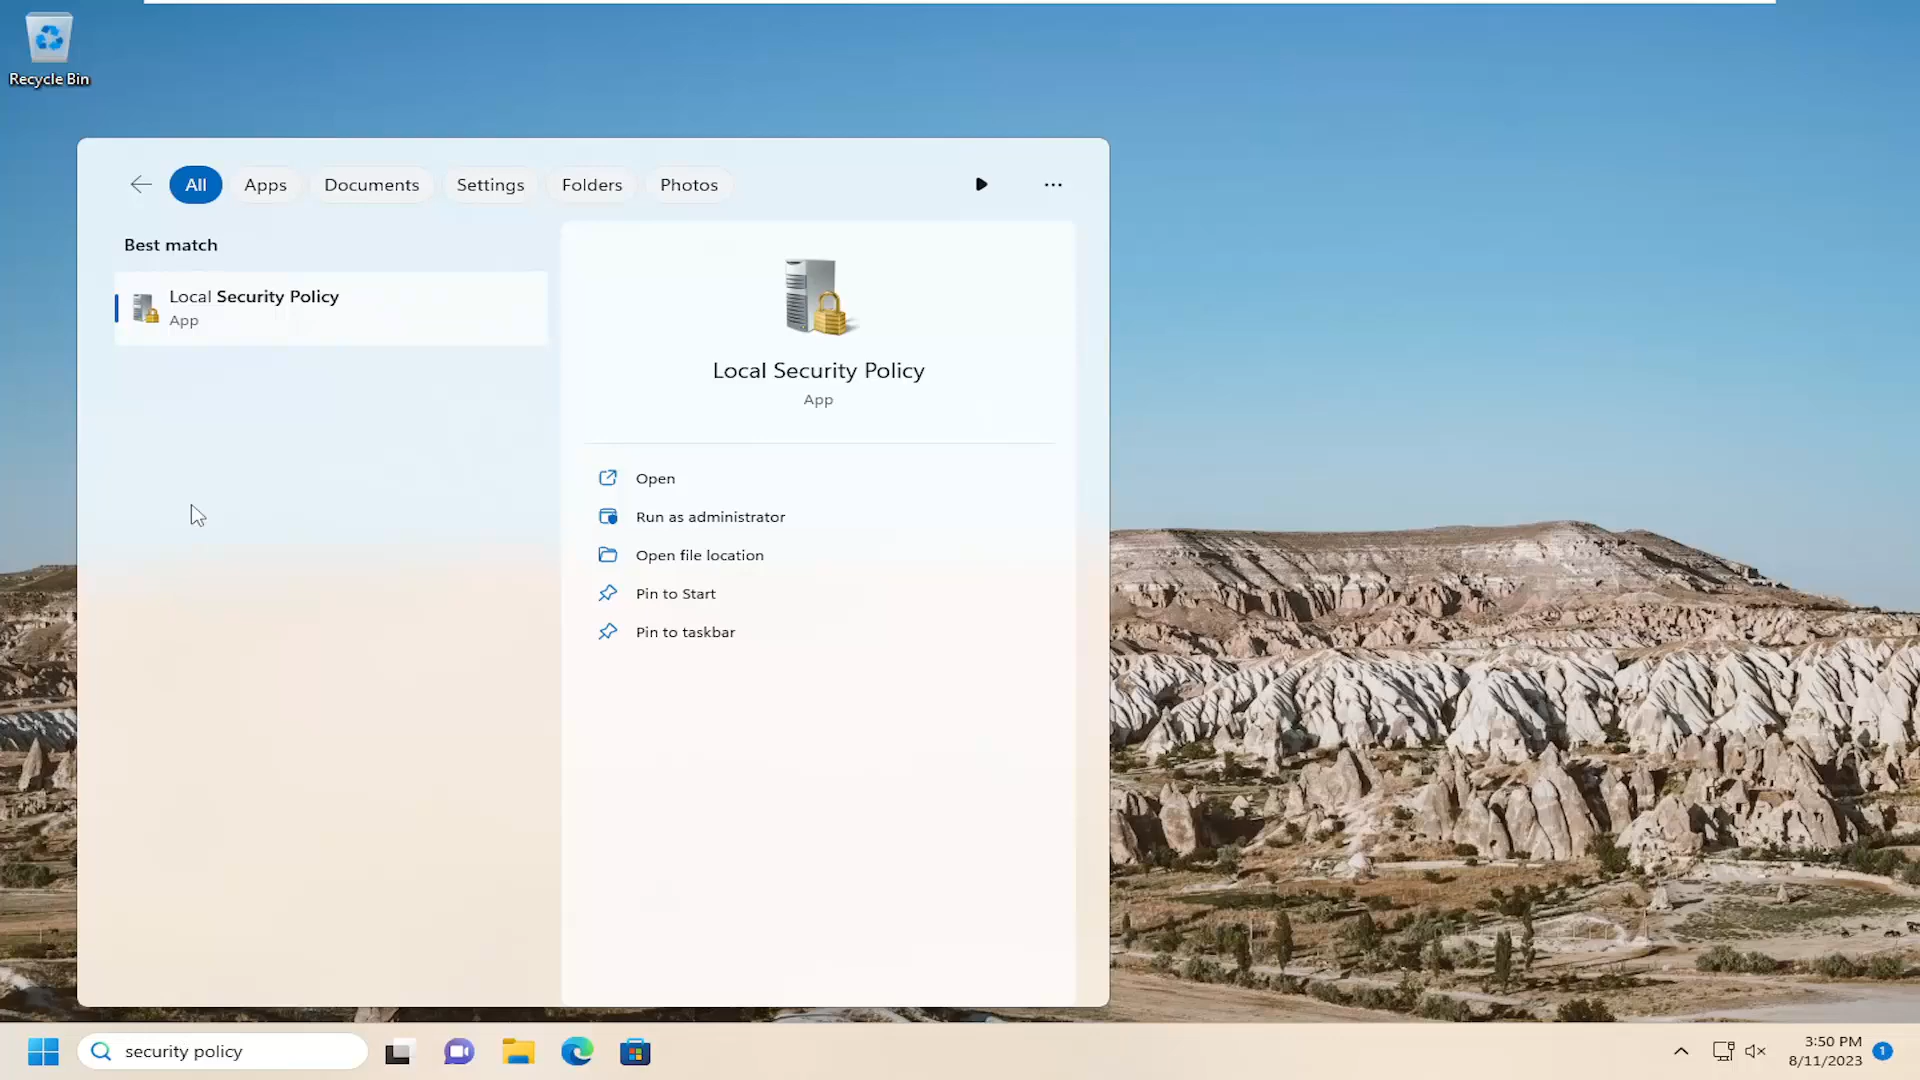 Recycle Bin
All
Apps
Documents
Settings
Folders
Photos
Best match
Local Security Policy
App
Local Security Policy
App
Open
Run as administrator
Open file location
Pin to Start
Pin to taskbar
security policy
3:50 PM
8/11/2023
1